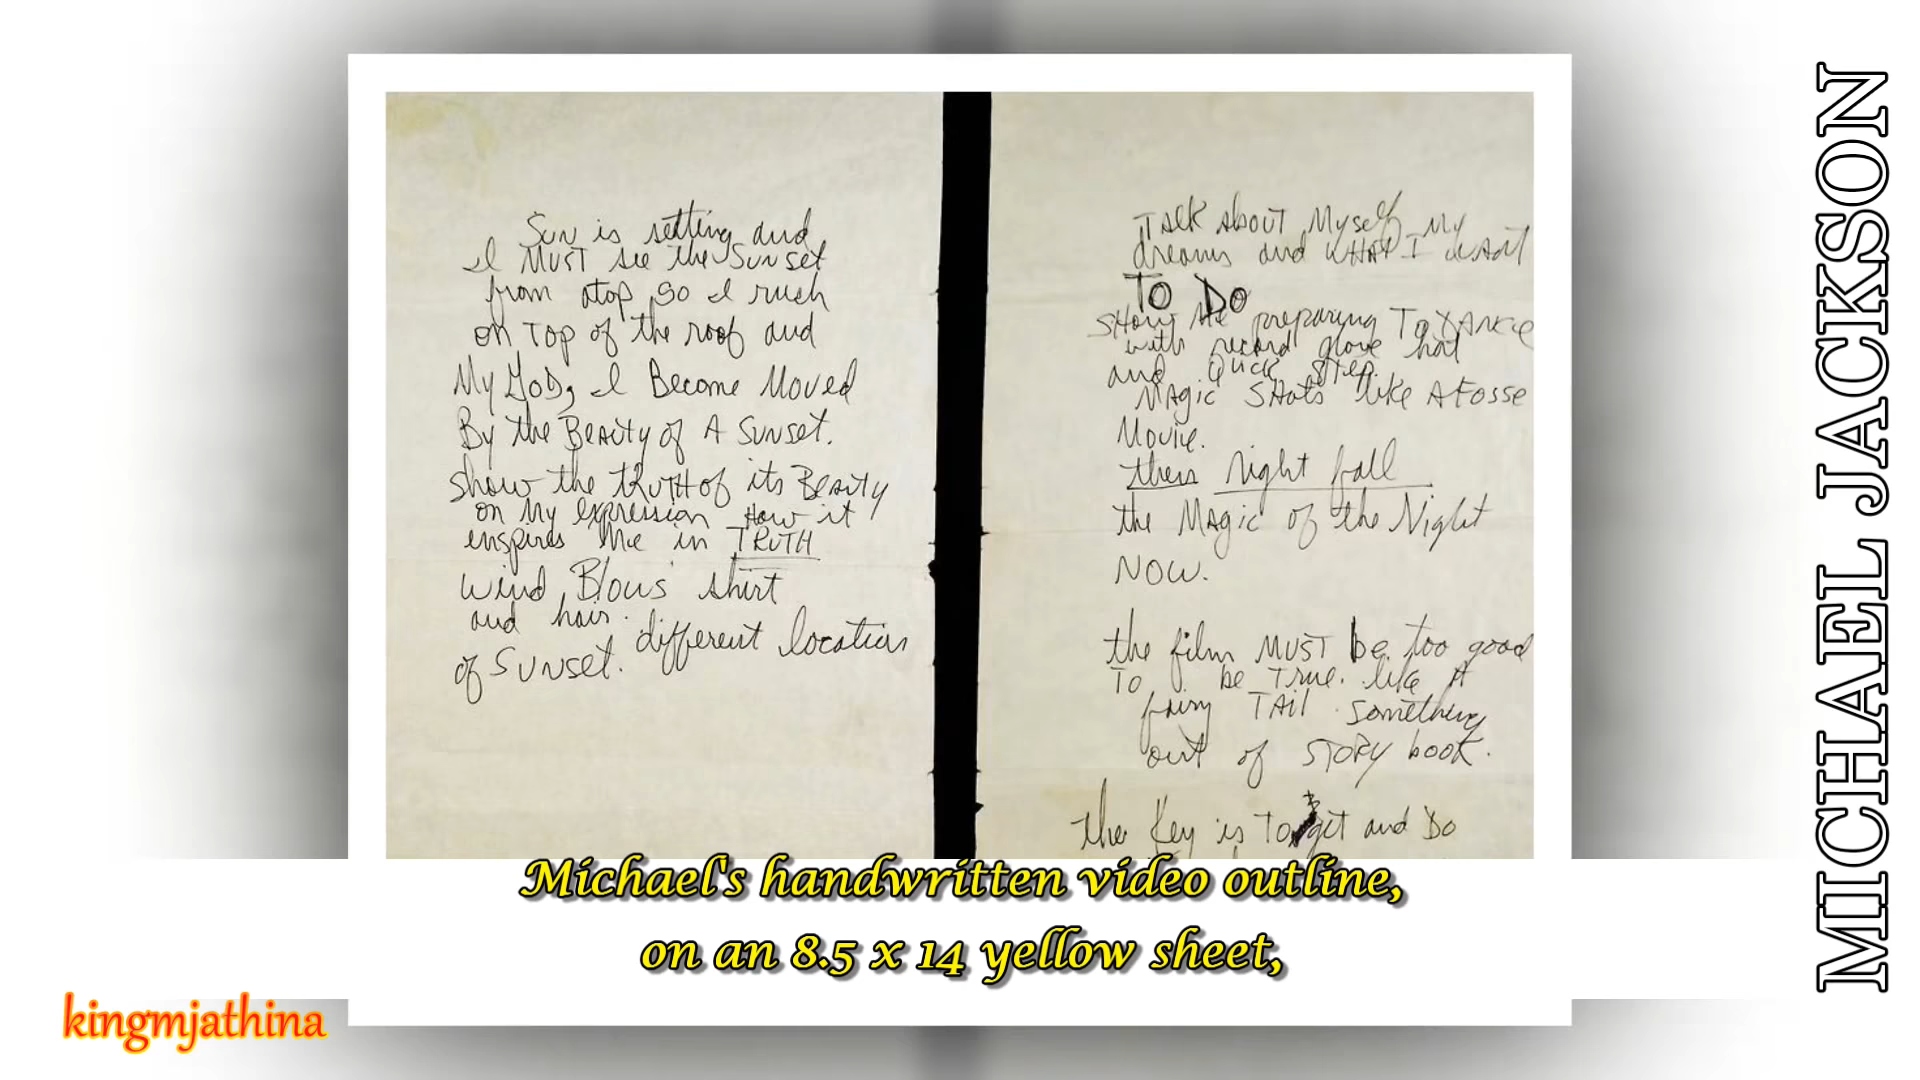 Sun is setting and
I MUST see the Sunset
from atop so I rush
on Top of the roof and
My GOD, I Become Moved
By the Beauty of A Sunset.
show the tRUTH of its Beauty
on My expression How it
enspires Me in TRUTH
wind Blows shirt
and hair. different location
of Sunset.
TAlk About Myself My
dreams and WHAT I want
TO DO
SHow Me preparing To DANCE
with record glove hat
and Quick Step.
MAgic SHots like A Fosse
Movie.
then Night fall
the MAgic of the Night
NOW.
the film MUST be too good
To be True. like A
fairy TAil Something
out of STORY book.
the Key is To get and Do
Michael's handwritten video outline,
on an 8.5 x 14 yellow sheet,
kingmjathina
MICHAEL JACKSON